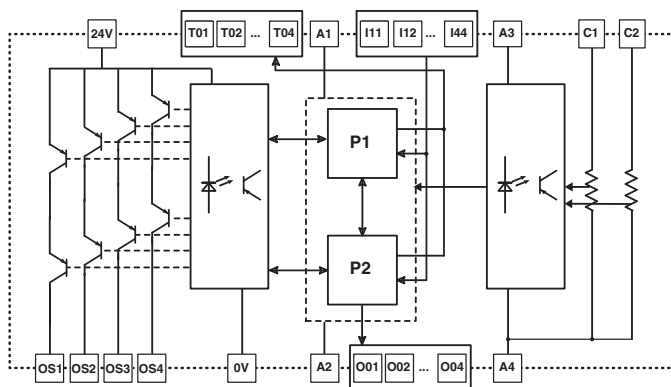 24V T01 T02 ... T04 A1 I11 I12 ... I44 A3 C1 C2
P1
P2
OS1 OS2 OS3 OS4 0V A2 O01 O02 ... O04 A4